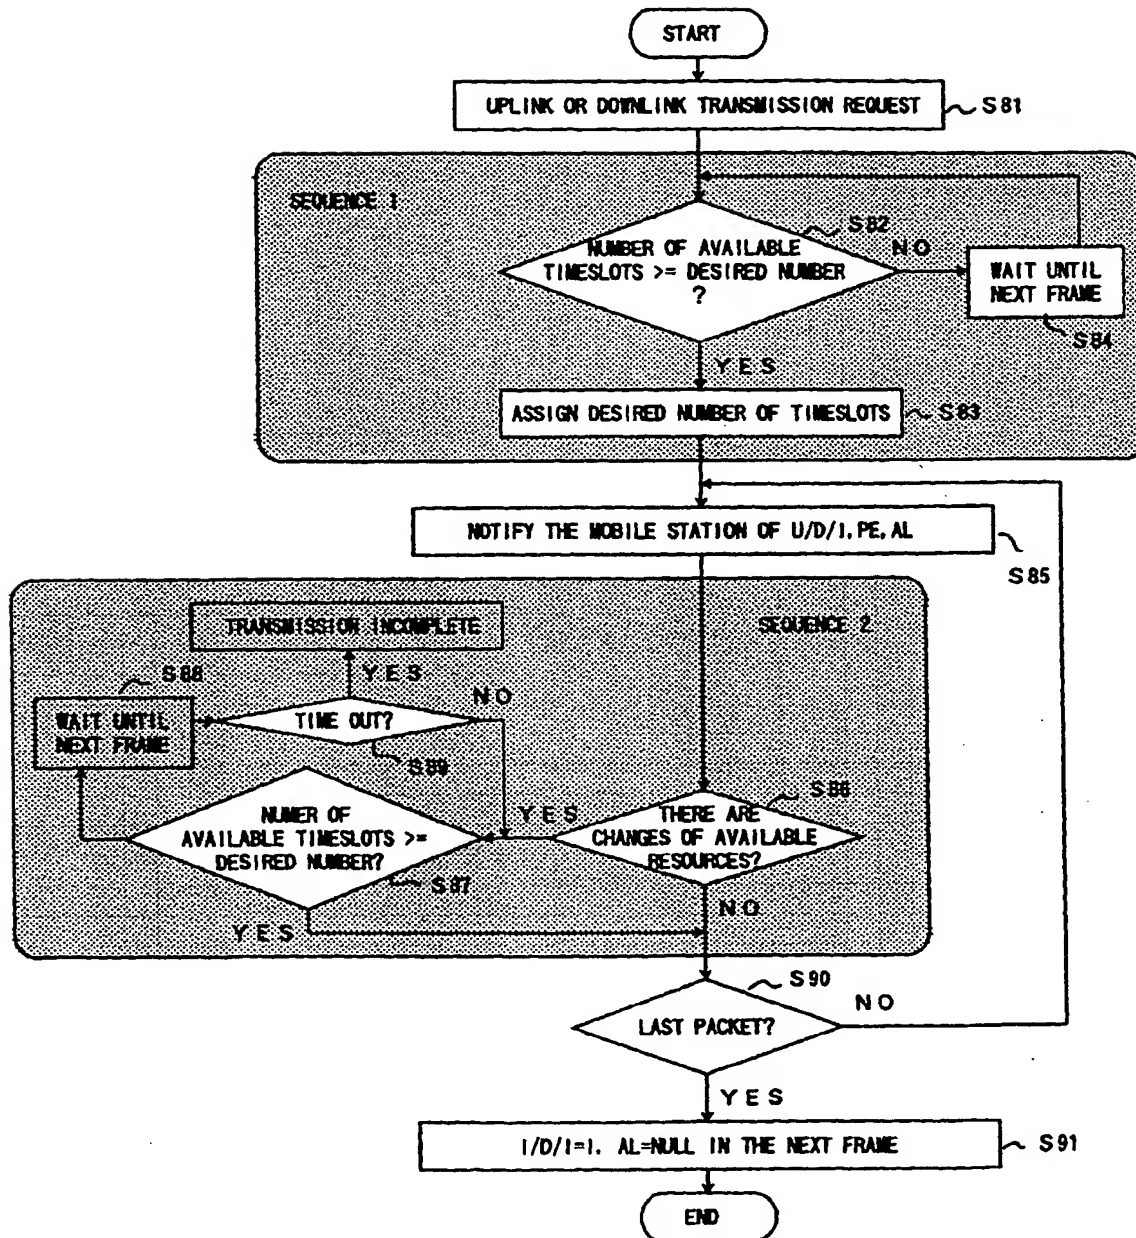 START
UPLINK OR DOWNLINK TRANSMISSION REQUEST
S81
SEQUENCE 1
S82
NUMBER OF AVAILABLE
TIMESLOTS >= DESIRED NUMBER
?
NO
WAIT UNTIL
NEXT FRAME
S84
YES
ASSIGN DESIRED NUMBER OF TIMESLOTS
S83
NOTIFY THE MOBILE STATION OF U/D/I, PE, AL
S85
SEQUENCE 2
TRANSMISSION INCOMPLETE
S88
YES
NO
WAIT UNTIL
NEXT FRAME
TIME OUT?
S89
S86
NUMER OF
AVAILABLE TIMESLOTS >=
DESIRED NUMBER?
S87
YES
THERE ARE
CHANGES OF AVAILABLE
RESOURCES?
YES
NO
S90
LAST PACKET?
NO
YES
I/D/I=I. AL=NULL IN THE NEXT FRAME
S91
END